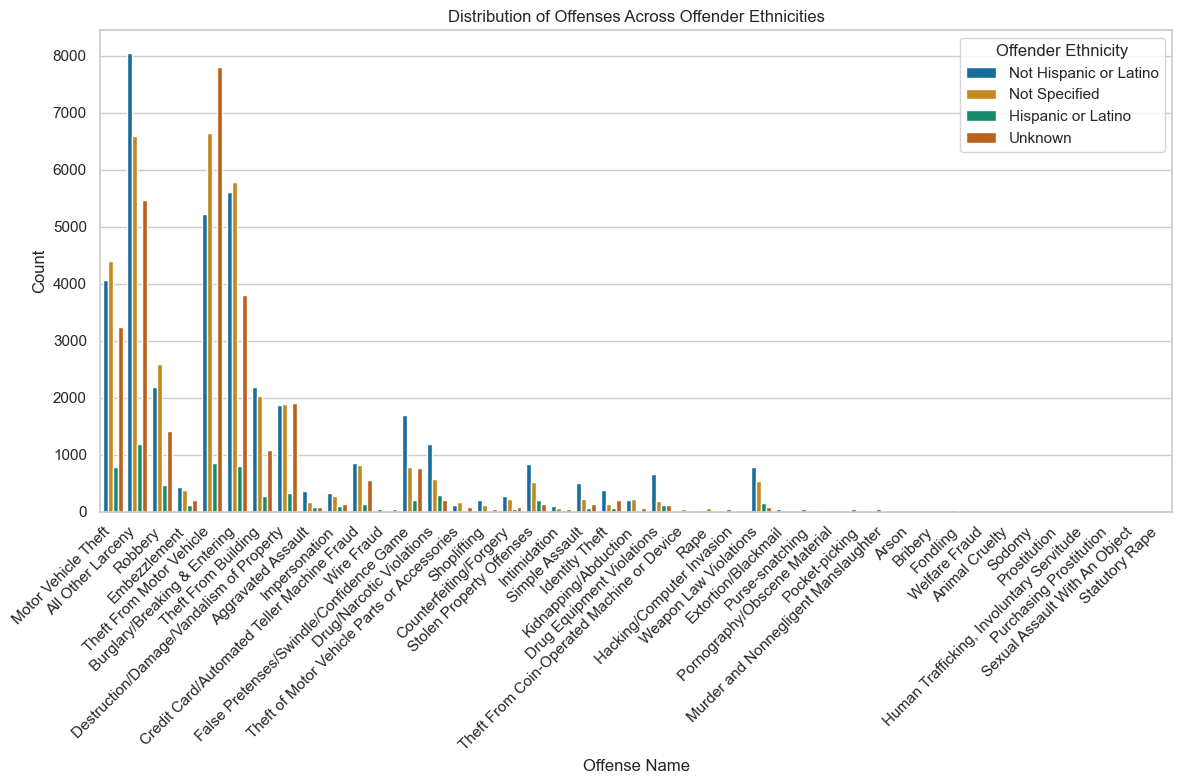 Distribution of Offenses Across Offender Ethnicities
Offender Ethnicity
Not Hispanic or Latino
Not Specified
Hispanic or Latino
Unknown
Count
8000
7000
6000
5000
4000
3000
2000
1000
0
Motor Vehicle Theft
All Other Larceny
Robbery
Embezzlement
Theft From Motor Vehicle
Burglary/Breaking & Entering
Theft From Building
Destruction/Damage/Vandalism of Property
Aggravated Assault
Impersonation
Credit Card/Automated Teller Machine Fraud
Wire Fraud
False Pretenses/Swindle/Confidence Game
Drug/Narcotic Violations
Theft of Motor Vehicle Parts or Accessories
Shoplifting
Counterfeiting/Forgery
Stolen Property Offenses
Intimidation
Simple Assault
Identity Theft
Kidnapping/Abduction
Drug Equipment Violations
Theft From Coin-Operated Machine or Device
Rape
Hacking/Computer Invasion
Weapon Law Violations
Extortion/Blackmail
Purse-snatching
Pornography/Obscene Material
Pocket-picking
Murder and Nonnegligent Manslaughter
Arson
Bribery
Fondling
Welfare Fraud
Animal Cruelty
Sodomy
Prostitution
Human Trafficking, Involuntary Servitude
Purchasing Prostitution
Sexual Assault With An Object
Statutory Rape
Offense Name